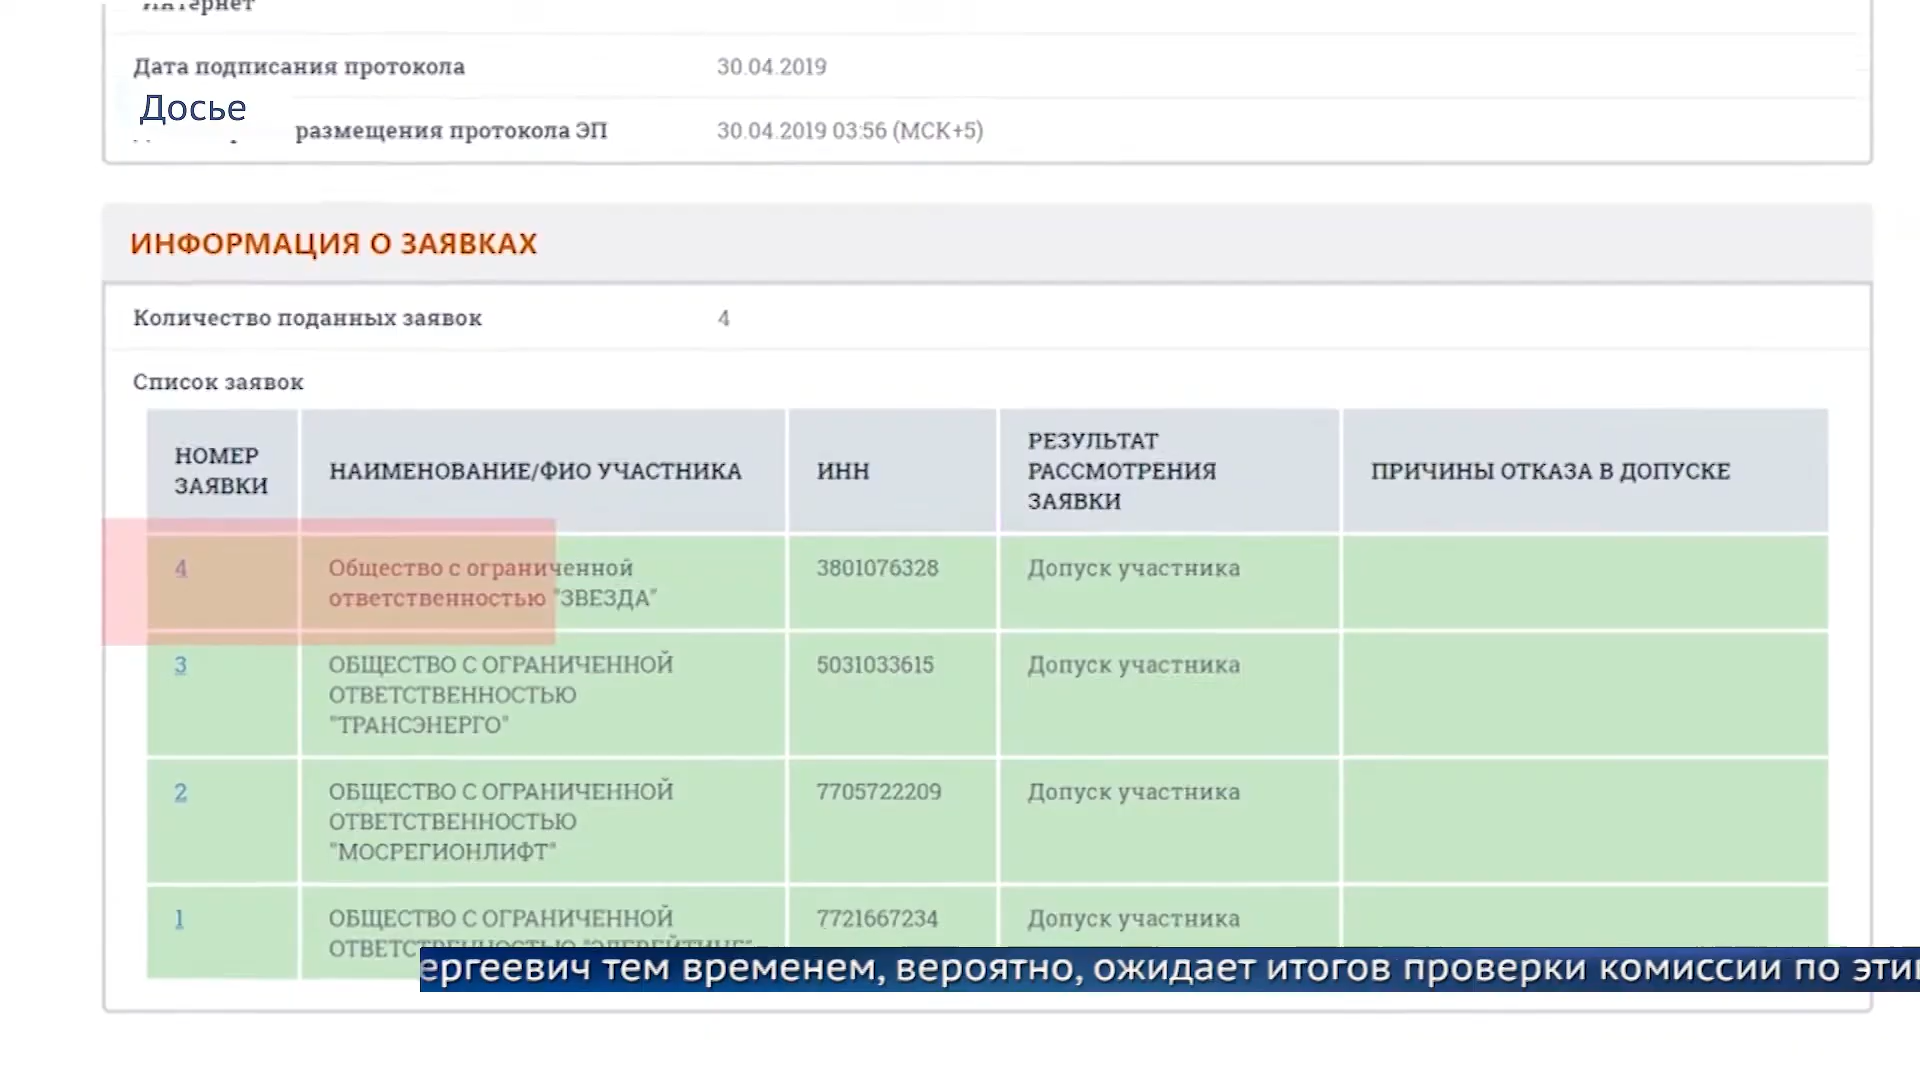 Дата подписания протокола 30.04.2019
Досье
размещения протокола ЭП 30.04.2019 03:56 (МСК+5)
ИНФОРМАЦИЯ О ЗАЯВКАХ
Количество поданных заявок 4
Список заявок
НОМЕР ЗАЯВКИ
НАИМЕНОВАНИЕ/ФИО УЧАСТНИКА
ИНН
РЕЗУЛЬТАТ РАССМОТРЕНИЯ ЗАЯВКИ
ПРИЧИНЫ ОТКАЗА В ДОПУСКЕ
4 Общество с ограниченной 3801076328 Допуск участника
ответственностью "ЗВЕЗДА"
3 ОБЩЕСТВО С ОГРАНИЧЕННОЙ 5031033615 Допуск участника
ОТВЕТСТВЕННОСТЬЮ
"ТРАНСЭНЕРГО"
2 ОБЩЕСТВО С ОГРАНИЧЕННОЙ 7705722209 Допуск участника
ОТВЕТСТВЕННОСТЬЮ
"МОСРЕГИОНЛИФТ"
1 ОБЩЕСТВО С ОГРАНИЧЕННОЙ 7721667234 Допуск участника
ергеевич тем временем, вероятно, ожидает итогов проверки комиссии по эти